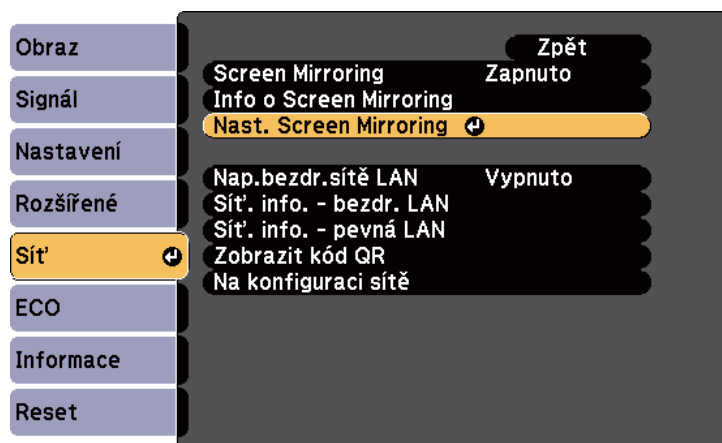 Obraz
Signál
Nastavení
Rozšířené
Síť
ECO
Informace
Reset
Zpět
Screen Mirroring Zapnuto
Info o Screen Mirroring
Nast. Screen Mirroring
Nap.bezdr.sítě LAN Vypnuto
Síť. info. - bezdr. LAN
Síť. info. - pevná LAN
Zobrazit kód QR
Na konfiguraci sítě